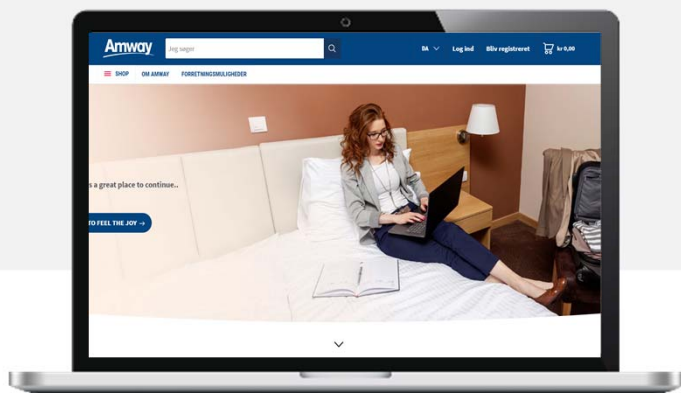 Amway
Jeg søger
DA
Log ind
Bliv registreret
kr 0,00
SHOP
OM AMWAY
FORRETNINGSMULIGHEDER
s a great place to continue..
TO FEEL THE JOY →